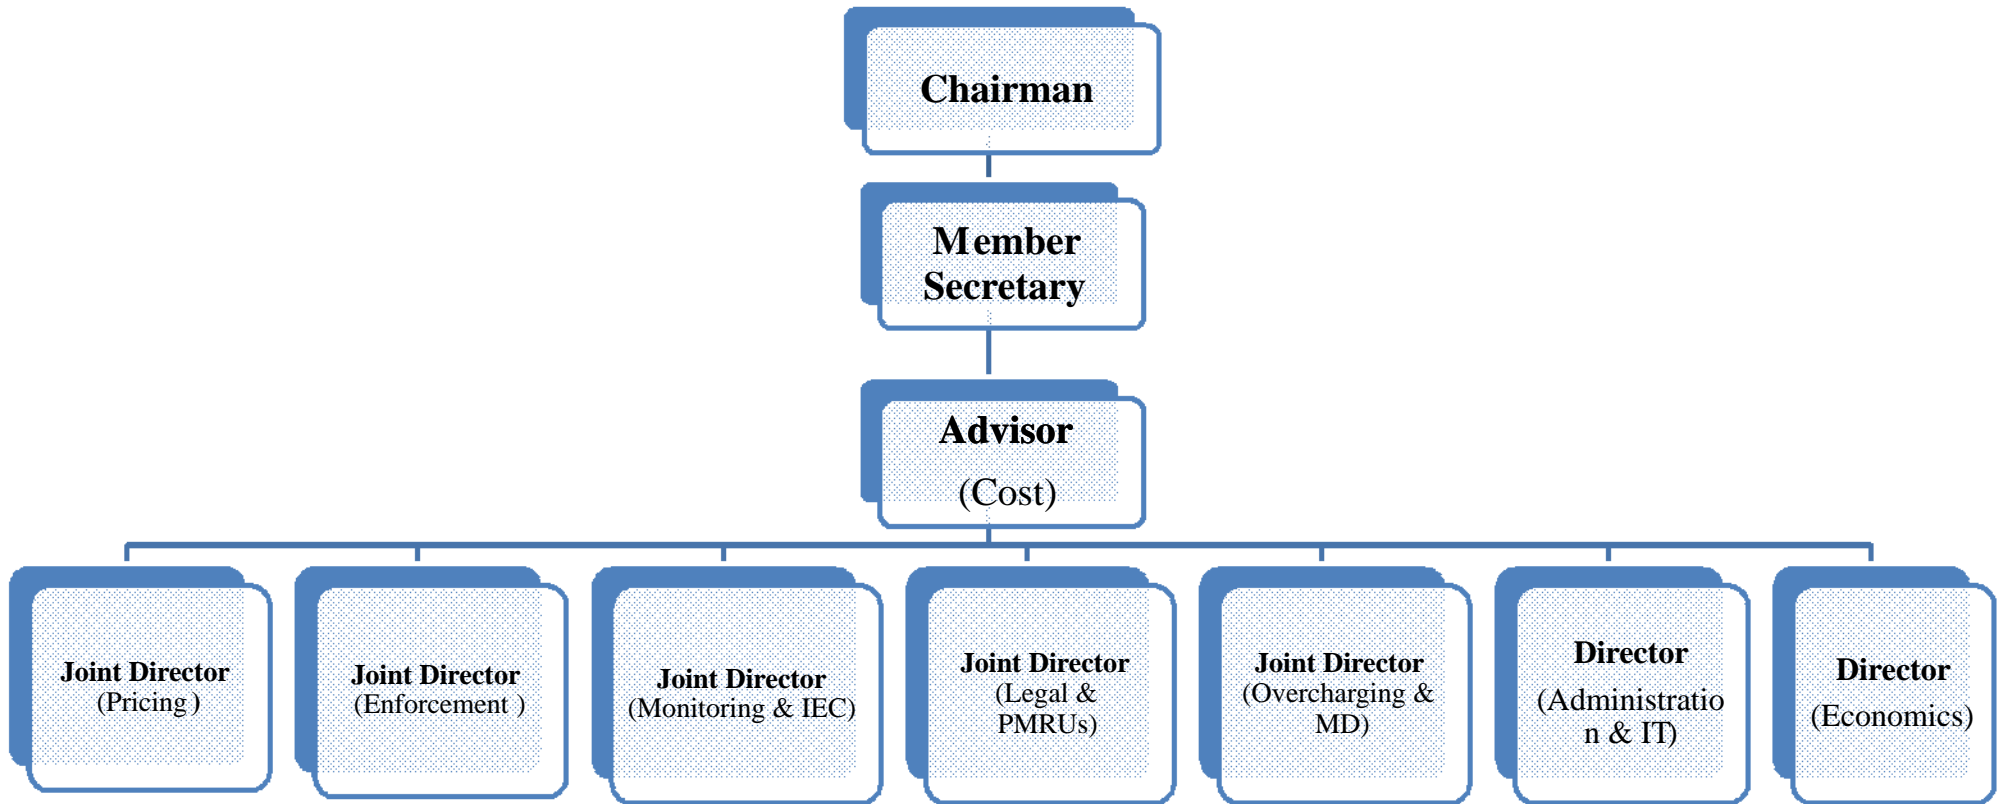 Chairman
Member
Secretary
Advisor
(Cost)
Joint Director
(Pricing)
Joint Director
(Enforcement )
Joint Director
(Monitoring & IEC)
Joint Director
(Legal &
PMRUs)
Joint Director
(Overcharging &
MD)
Director
(Administratio
n & IT)
Director
(Economics)